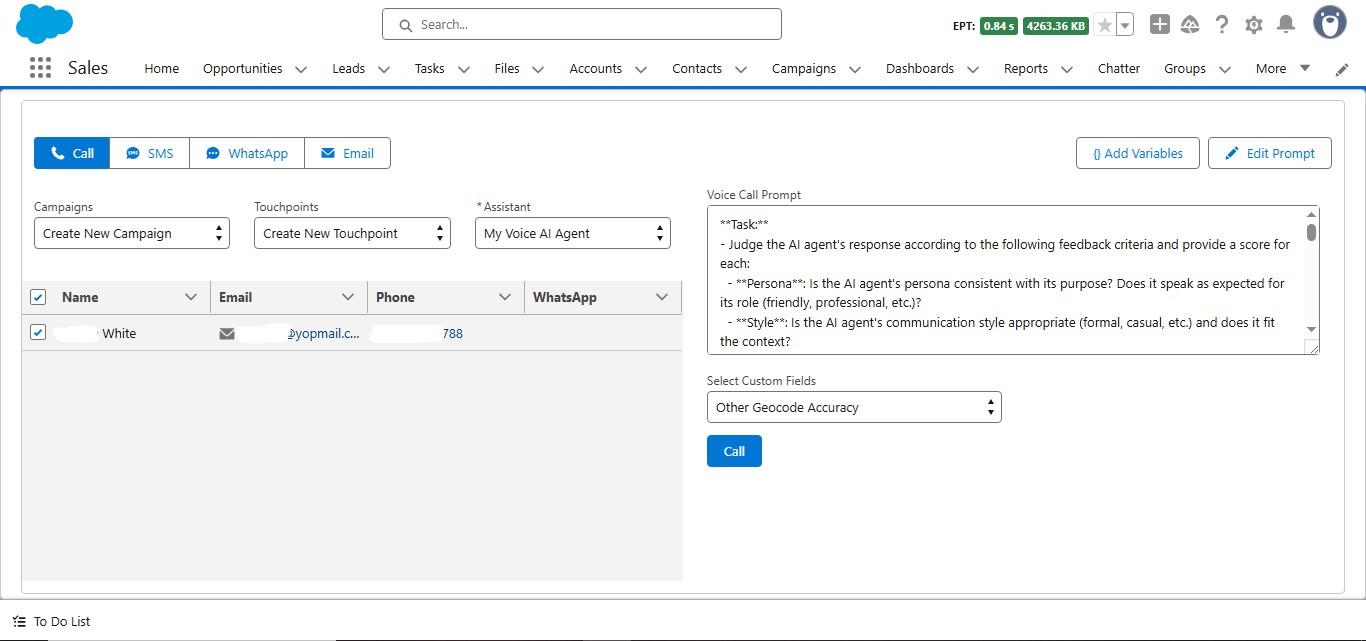 Search...
EPT: 0.84 s 4263.36 KB
Sales Home Opportunities Leads Tasks Files Accounts Contacts Campaigns Dashboards Reports Chatter Groups More
Call SMS WhatsApp Email
{} Add Variables Edit Prompt
Campaigns Touchpoints *Assistant
Create New Campaign Create New Touchpoint My Voice AI Agent
Name Email Phone WhatsApp
White @yopmail.c... 788
Voice Call Prompt
**Task:**
- Judge the AI agent's response according to the following feedback criteria and provide a score for
each:
- **Persona**: Is the AI agent's persona consistent with its purpose? Does it speak as expected for
its role (friendly, professional, etc.)?
- **Style**: Is the AI agent's communication style appropriate (formal, casual, etc.) and does it fit
the context?
Select Custom Fields
Other Geocode Accuracy
Call
To Do List